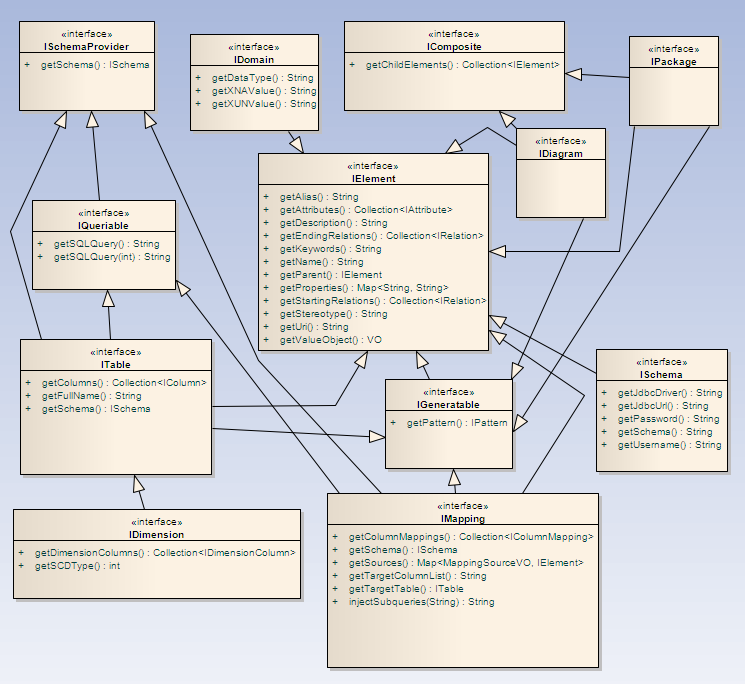 «interface»
ISchemaProvider
+ getSchema() : ISchema
«interface»
IDomain
+ getDataType() : String
+ getXNAValue() : String
+ getXUNValue() : String
«interface»
IComposite
+ getChildElements() : Collection<IElement>
«interface»
IPackage
«interface»
IDiagram
«interface»
IElement
+ getAlias() : String
+ getAttributes() : Collection<IAttribute>
+ getDescription() : String
+ getEndingRelations() : Collection<IRelation>
+ getKeywords() : String
+ getName() : String
+ getParent() : IElement
+ getProperties() : Map<String, String>
+ getStartingRelations() : Collection<IRelation>
+ getStereotype() : String
+ getUri() : String
+ getValueObject() : VO
«interface»
IQueriable
+ getSQLQuery() : String
+ getSQLQuery(int) : String
«interface»
ITable
+ getColumns() : Collection<IColumn>
+ getFullName() : String
+ getSchema() : ISchema
«interface»
IGeneratable
+ getPattern() : IPattern
«interface»
ISchema
+ getJdbcDriver() : String
+ getJdbcUrl() : String
+ getPassword() : String
+ getSchema() : String
+ getUsername() : String
«interface»
IDimension
+ getDimensionColumns() : Collection<IDimensionColumn>
+ getSCDType() : int
«interface»
IMapping
+ getColumnMappings() : Collection<IColumnMapping>
+ getSchema() : ISchema
+ getSources() : Map<MappingSourceVO, IElement>
+ getTargetColumnList() : String
+ getTargetTable() : ITable
+ injectSubqueries(String) : String